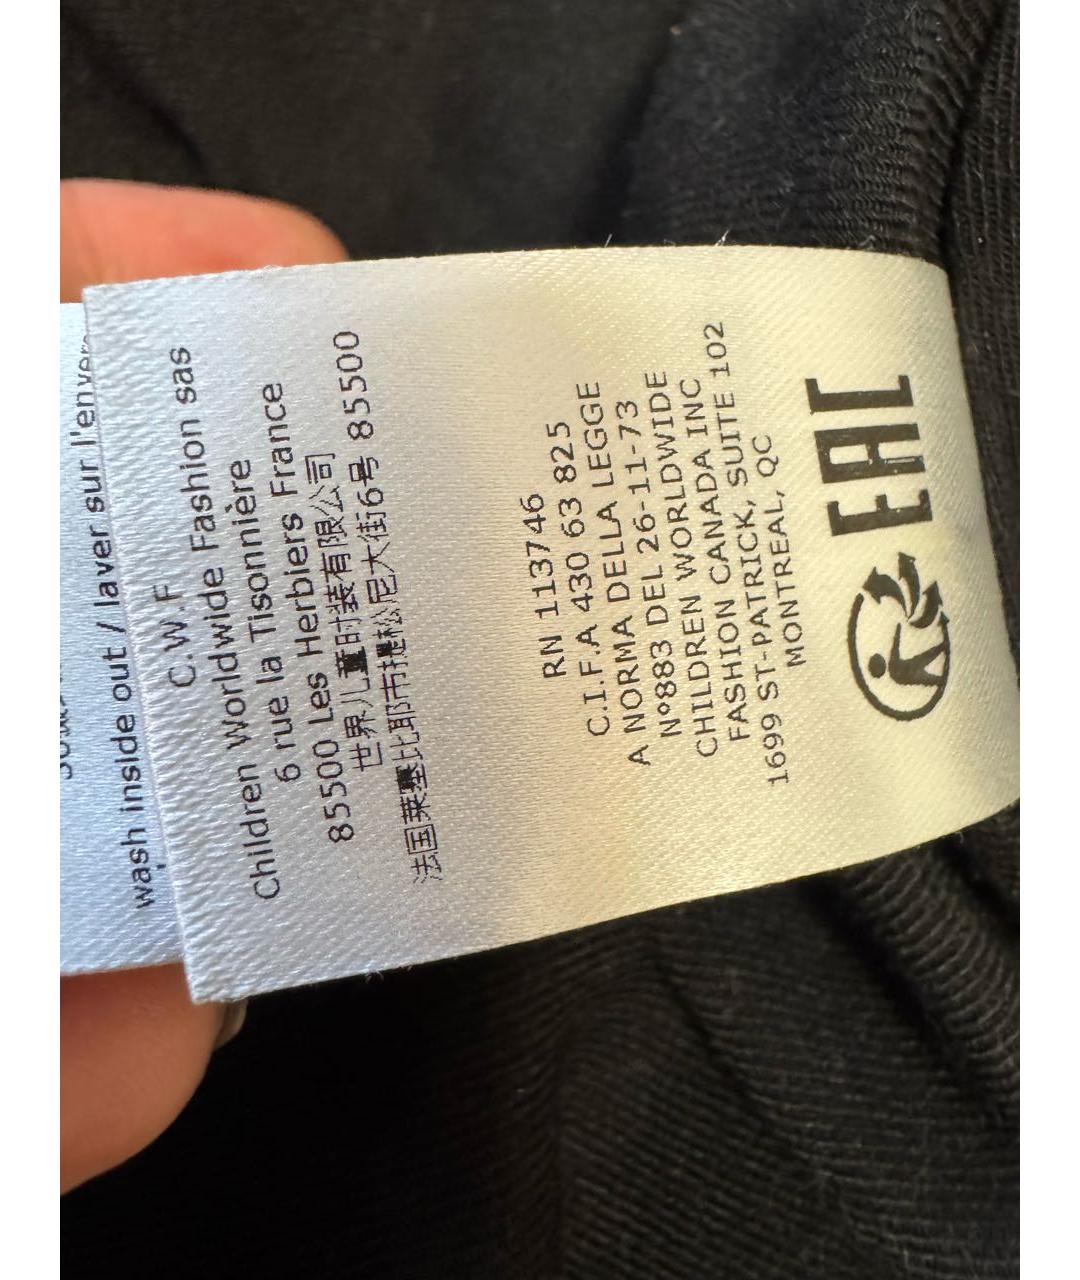 wash inside out / laver sur l'envers
C.W.F
Children Worldwide Fashion sas
6 rue la Tisonnière
85500 Les Herbiers France
世界儿童时装有限公司
法国莱塞比耶市提松尼大街6号 85500
RN 113746
C.I.F.A 430 63 825
A NORMA DELLA LEGGE
N°883 DEL 26-11-73
CHILDREN WORLDWIDE
FASHION CANADA INC
1699 ST-PATRICK, SUITE 102
MONTREAL, QC
EAC